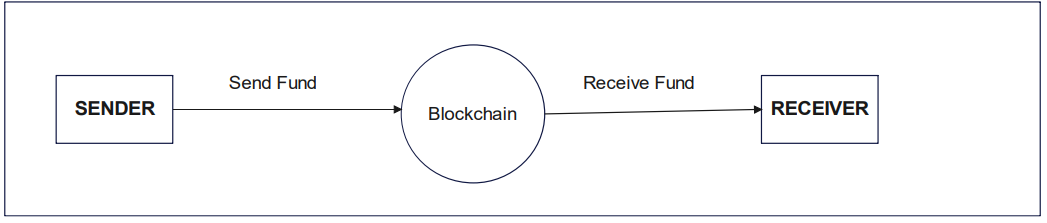 Send Fund
Receive Fund
SENDER
Blockchain
RECEIVER